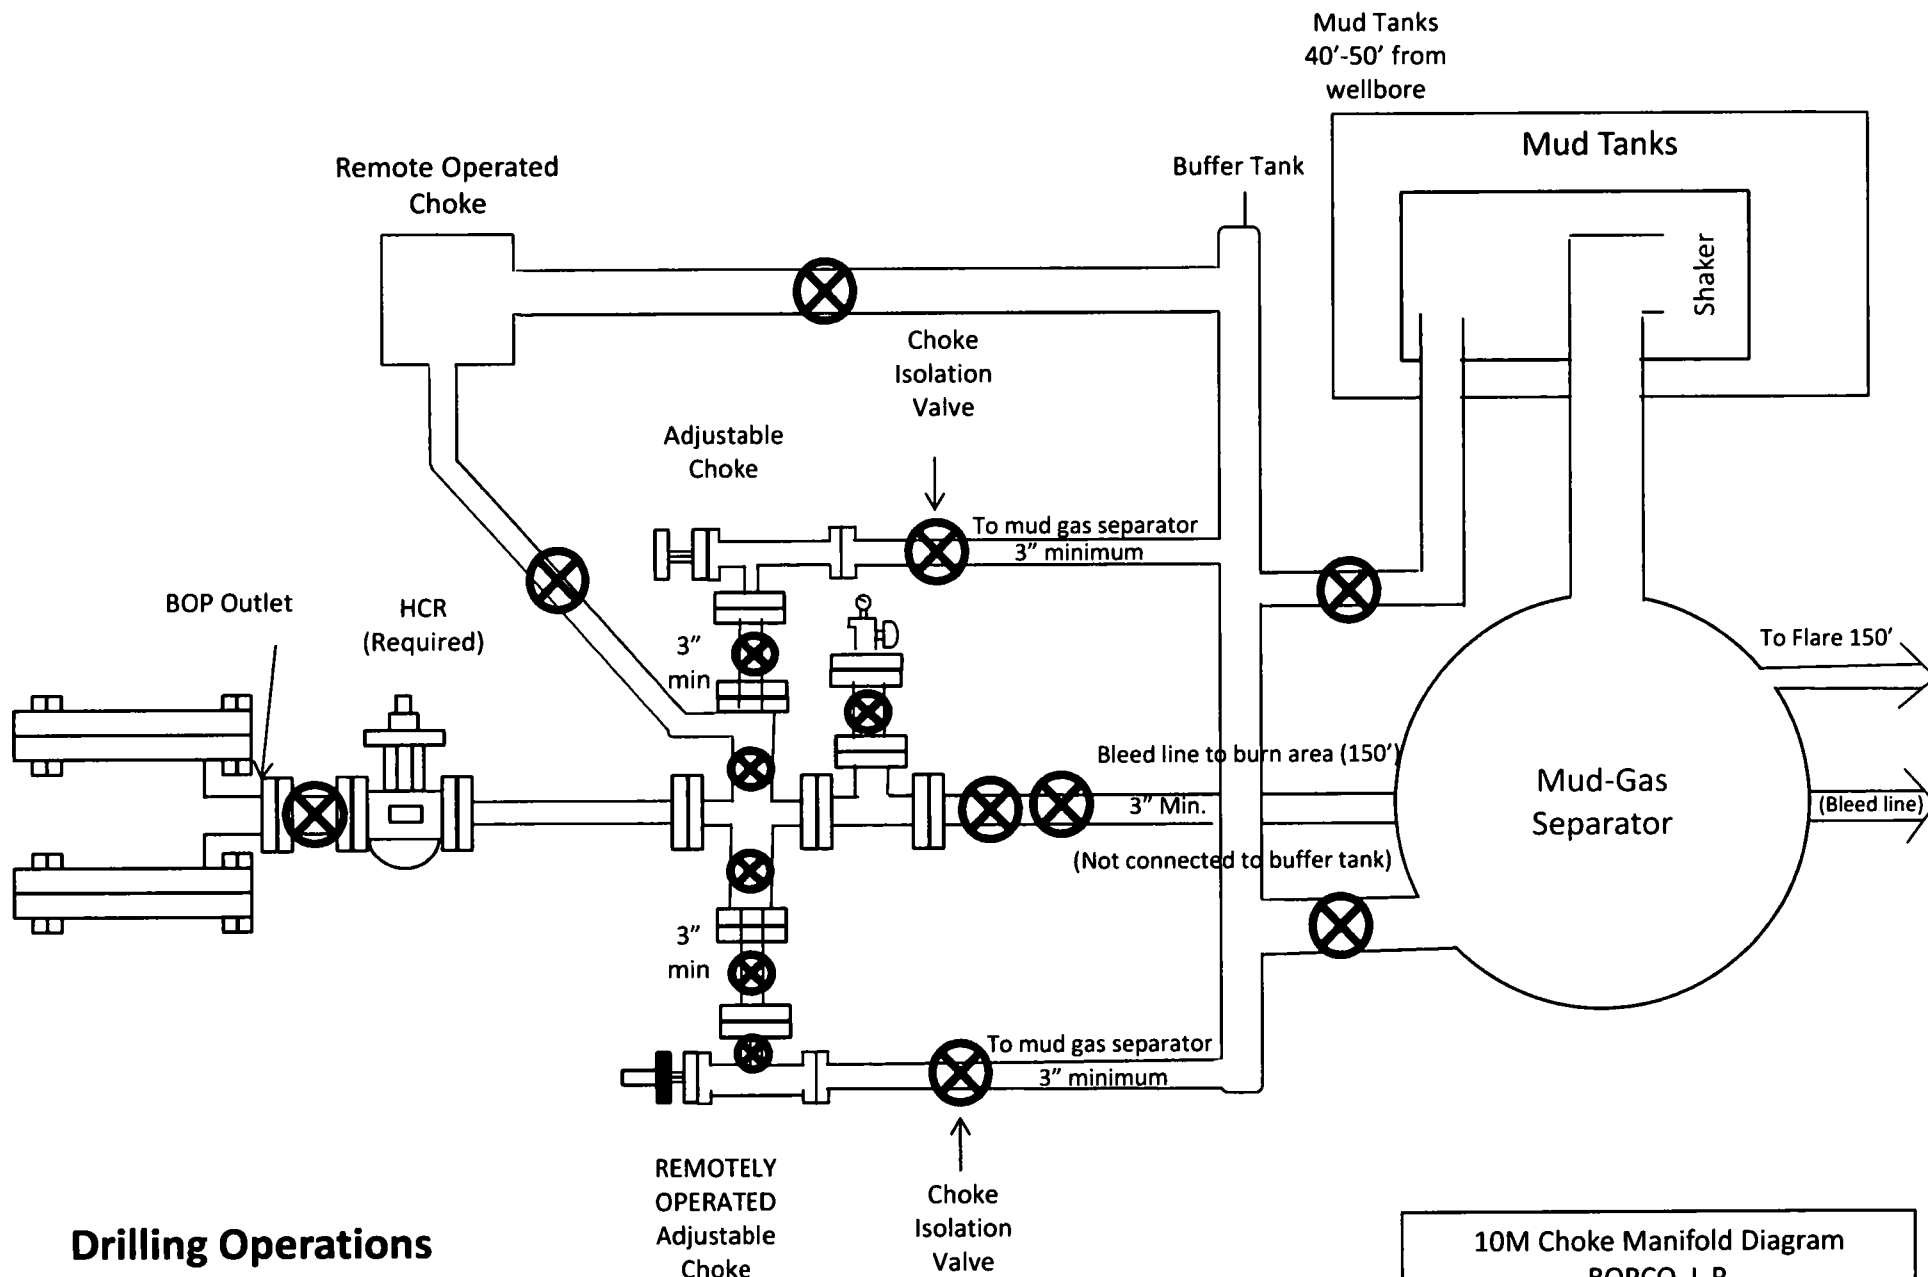 Mud Tanks
40'-50' from
wellbore
Mud Tanks
Remote Operated
Choke
Buffer Tank
Shaker
Choke
Isolation
Valve
Adjustable
Choke
To mud gas separator
3" minimum
BOP Outlet
HCR
(Required)
3"
min
To Flare 150'
Bleed line to burn area (150')
Mud-Gas
Separator
3" Min.
(Bleed line)
(Not connected to buffer tank)
3"
min
To mud gas separator
3" minimum
REMOTELY
OPERATED
Adjustable
Choke
Choke
Isolation
Valve
Drilling Operations
10M Choke Manifold Diagram
BOPCO, L.P.